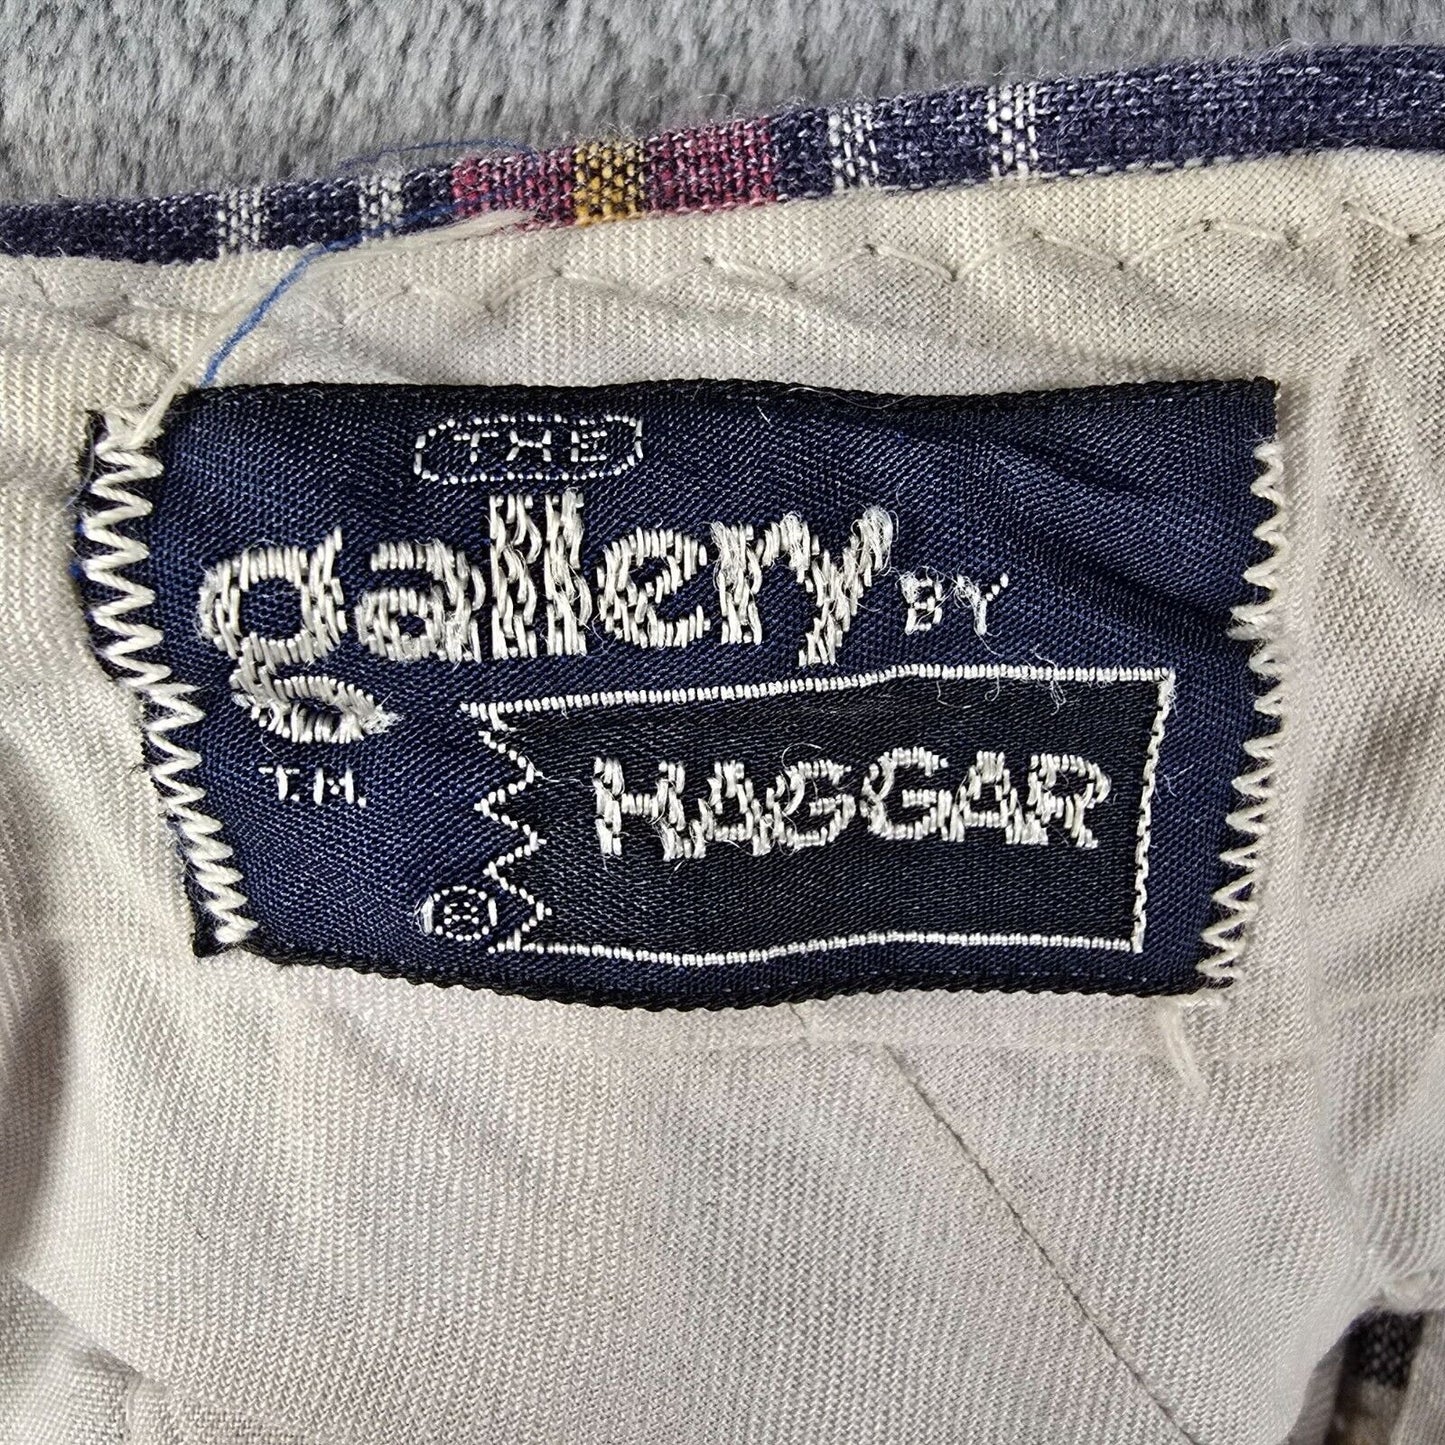 THE
gallery BY
T.M.
HAGGAR
®